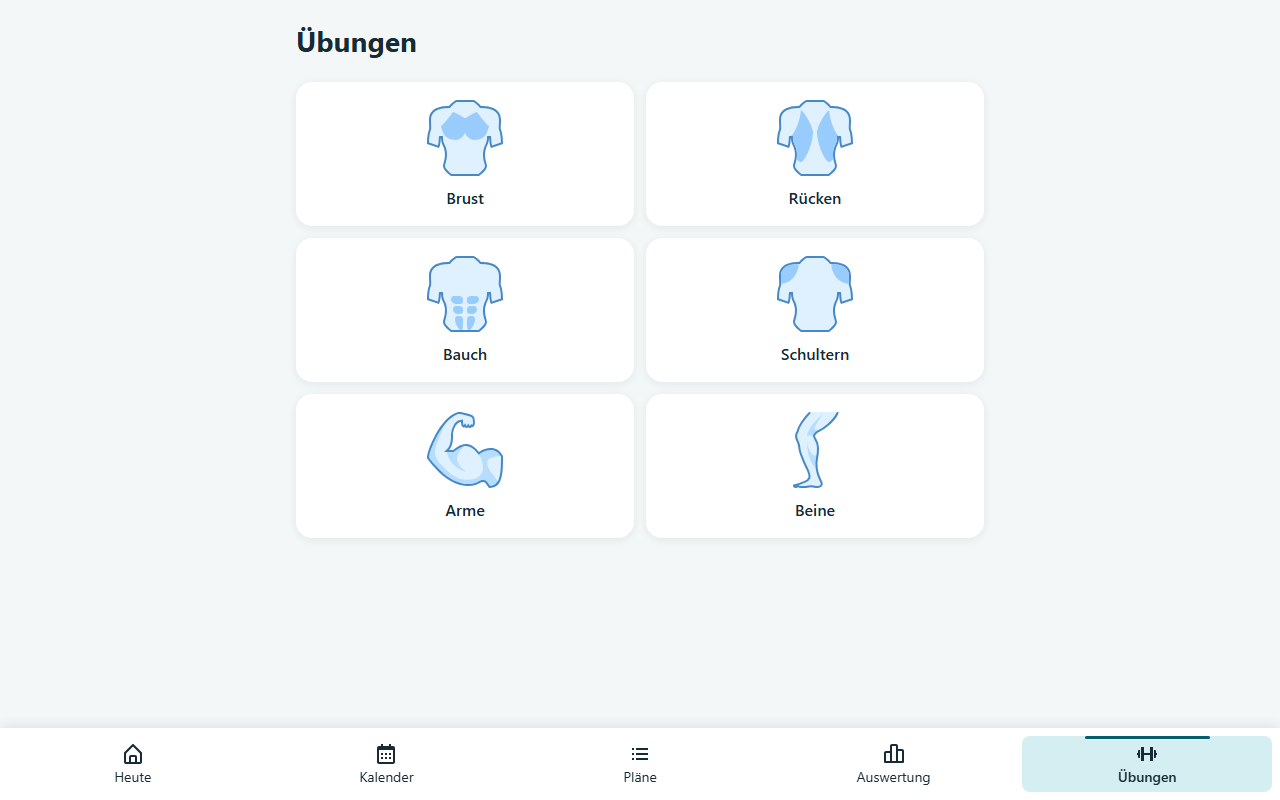 Übungen
Brust
Rücken
Bauch
Schultern
Arme
Beine
Heute
Kalender
Pläne
Auswertung
Übungen